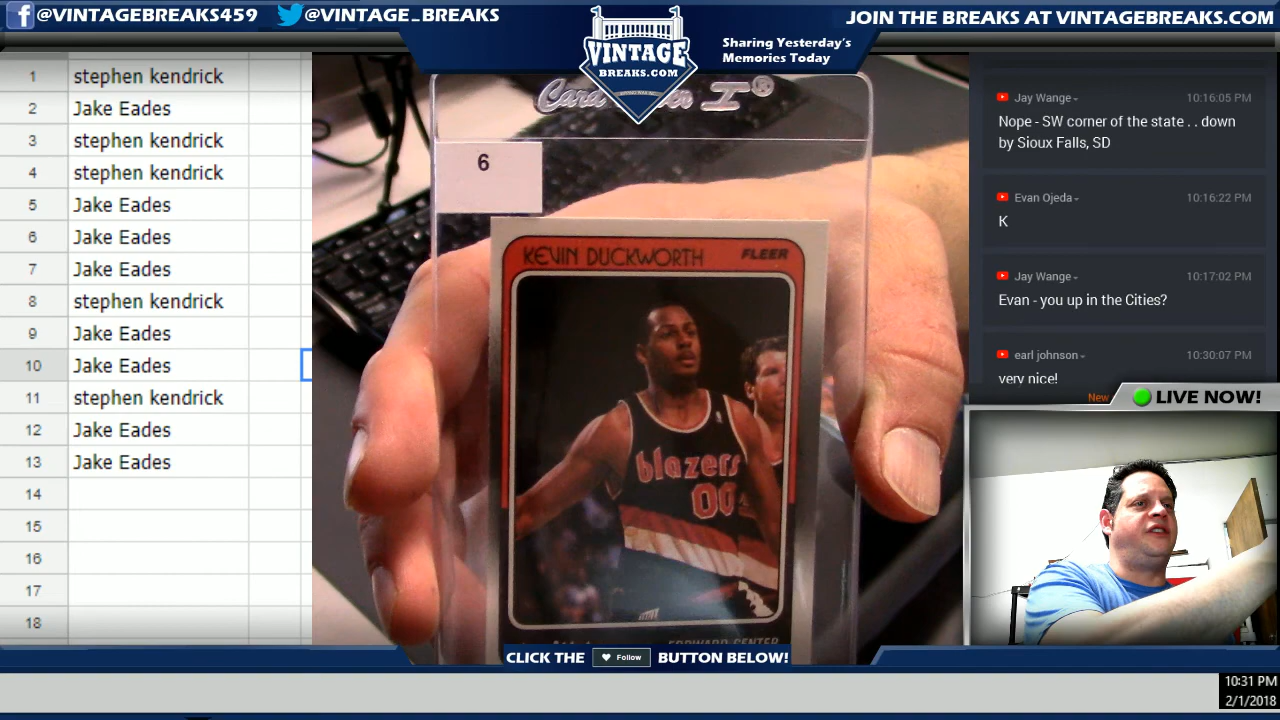 @VINTAGEBREAKS459
@VINTAGE_BREAKS
VINTAGE
BREAKS.COM
Sharing Yesterday's
Memories Today
JOIN THE BREAKS AT VINTAGEBREAKS.COM
1 stephen kendrick
2 Jake Eades
3 stephen kendrick
4 stephen kendrick
5 Jake Eades
6 Jake Eades
7 Jake Eades
8 stephen kendrick
9 Jake Eades
10 Jake Eades
11 stephen kendrick
12 Jake Eades
13 Jake Eades
14
15
16
17
18
I®
6
KEVIN DUCKWORTH FLEER
blazers
00
FORWARD CENTER
Jay Wange 10:16:05 PM
Nope - SW corner of the state . . down
by Sioux Falls, SD
Evan Ojeda 10:16:22 PM
K
Jay Wange 10:17:02 PM
Evan - you up in the Cities?
earl johnson 10:30:07 PM
very nice!
New
LIVE NOW!
CLICK THE Follow BUTTON BELOW!
10:31 PM
2/1/2018